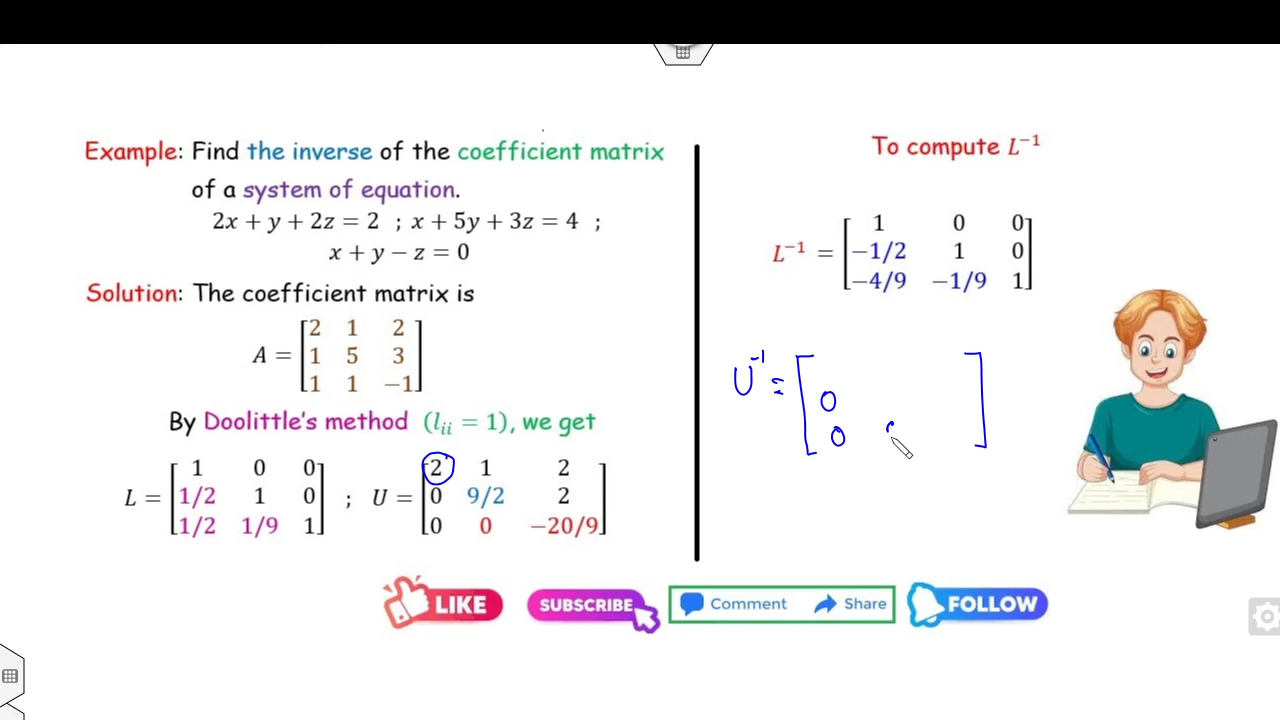 Example: Find the inverse of the coefficient matrix
of a system of equation.
2x + y + 2z = 2 ; x + 5y + 3z = 4 ;
x + y − z = 0
Solution: The coefficient matrix is
A = [2 1 2
1 5 3
1 1 −1]
By Doolittle's method (l_ii = 1), we get
L = [1 0 0
1/2 1 0
1/2 1/9 1] ; U = [2 1 2
0 9/2 2
0 0 −20/9]
To compute L⁻¹
L⁻¹ = [1 0 0
−1/2 1 0
−4/9 −1/9 1]
U⁻¹ = [
0
0 ]
LIKE
SUBSCRIBE
Comment
Share
FOLLOW